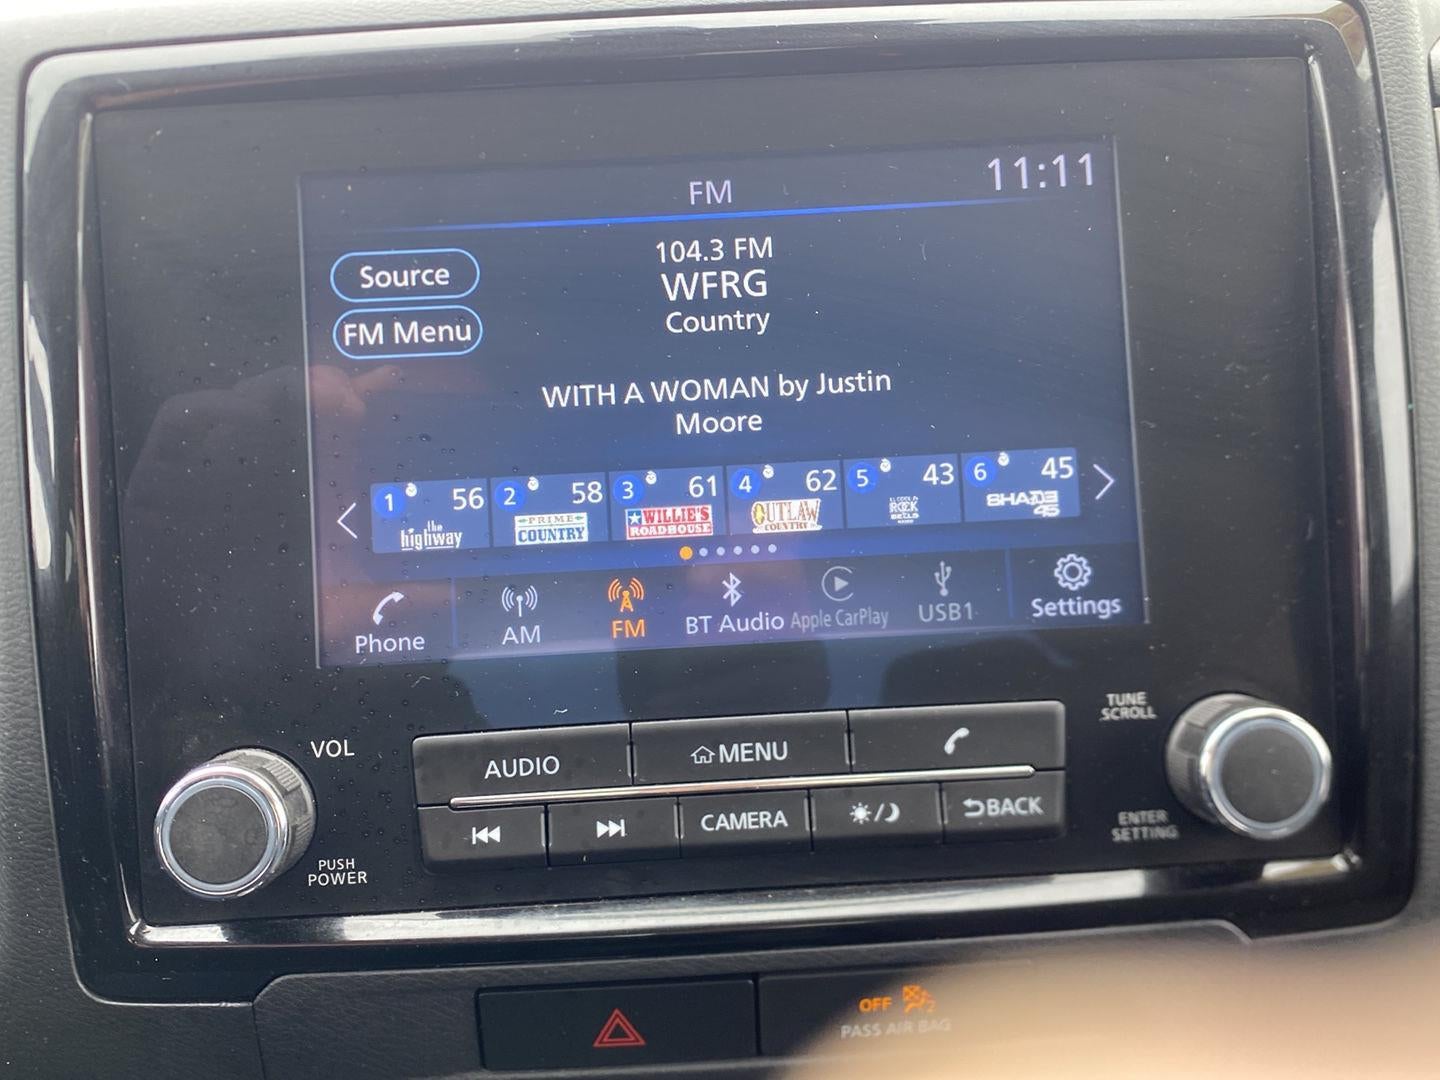 FM
11:11
Source
FM Menu
104.3 FM
WFRG
Country
WITH A WOMAN by Justin
Moore
1 56
the
highway
2 58
PRIME
COUNTRY
3 61
WILLIE'S
ROADHOUSE
4 62
OUTLAW
COUNTRY
5 43
ROCK
BELLS
6 45
SHADE
45
Phone
AM
FM
BT Audio
Apple CarPlay
USB1
Settings
VOL
PUSH
POWER
AUDIO
MENU
CAMERA
BACK
TUNE
SCROLL
ENTER
SETTING
OFF
2
PASS AIR BAG